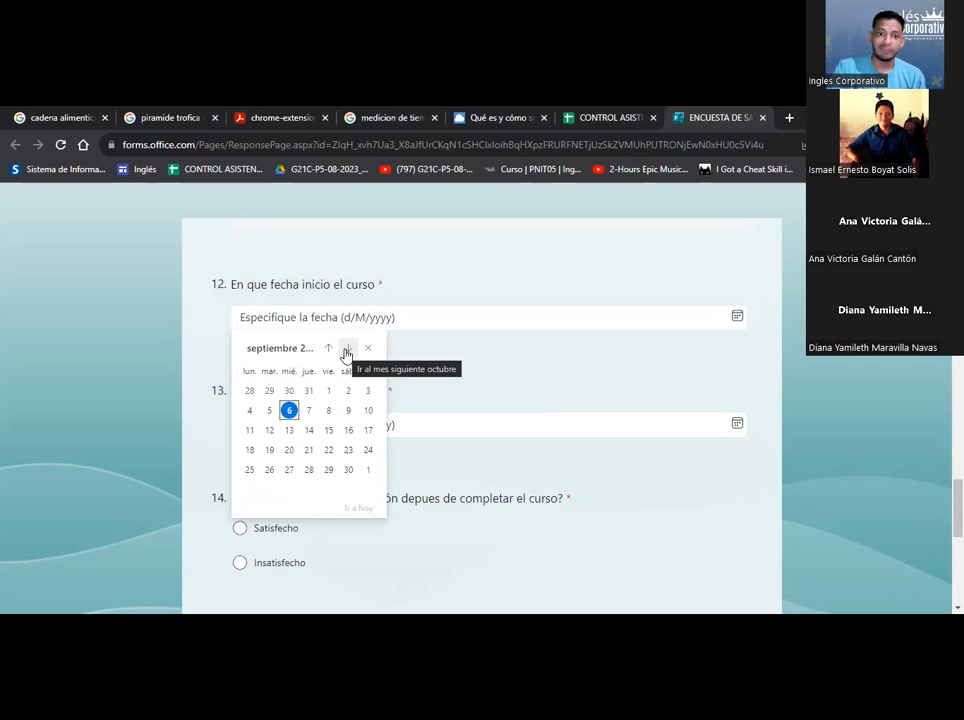 cadena alimentic
piramide trofica -
chrome-extension
medicion de tien
Qué es y cómo s
CONTROL ASIST
ENCUESTA DE SA
forms.office.com/Pages/ResponsePage.aspx?id=
Sistema de Informa...
Inglés
CONTROL ASISTEN...
G21C-P5-08-2023_...
(797) G21C-P5-08-...
Curso | PNIT05 | Ing...
2-Hours Epic Music...
I Got a Cheat Skill i...
12. En que fecha inicio el curso *
Especifique la fecha (d/M/yyyy)
septiembre 2...
Ir al mes siguiente octubre
lun. mar. mié. jue. vie. sáb
28 29 30 31 1 2 3
4 5 6 7 8 9 10
11 12 13 14 15 16 17
18 19 20 21 22 23 24
25 26 27 28 29 30 1
Ir a hoy
13. *
y)
14. ón depues de completar el curso? *
Satisfecho
Insatisfecho
glés
orporativ
Ingles Corporativo
Ismael Ernesto Boyat Solis
Ana Victoria Galá...
Ana Victoria Galán Cantón
Diana Yamileth M...
Diana Yamileth Maravilla Navas